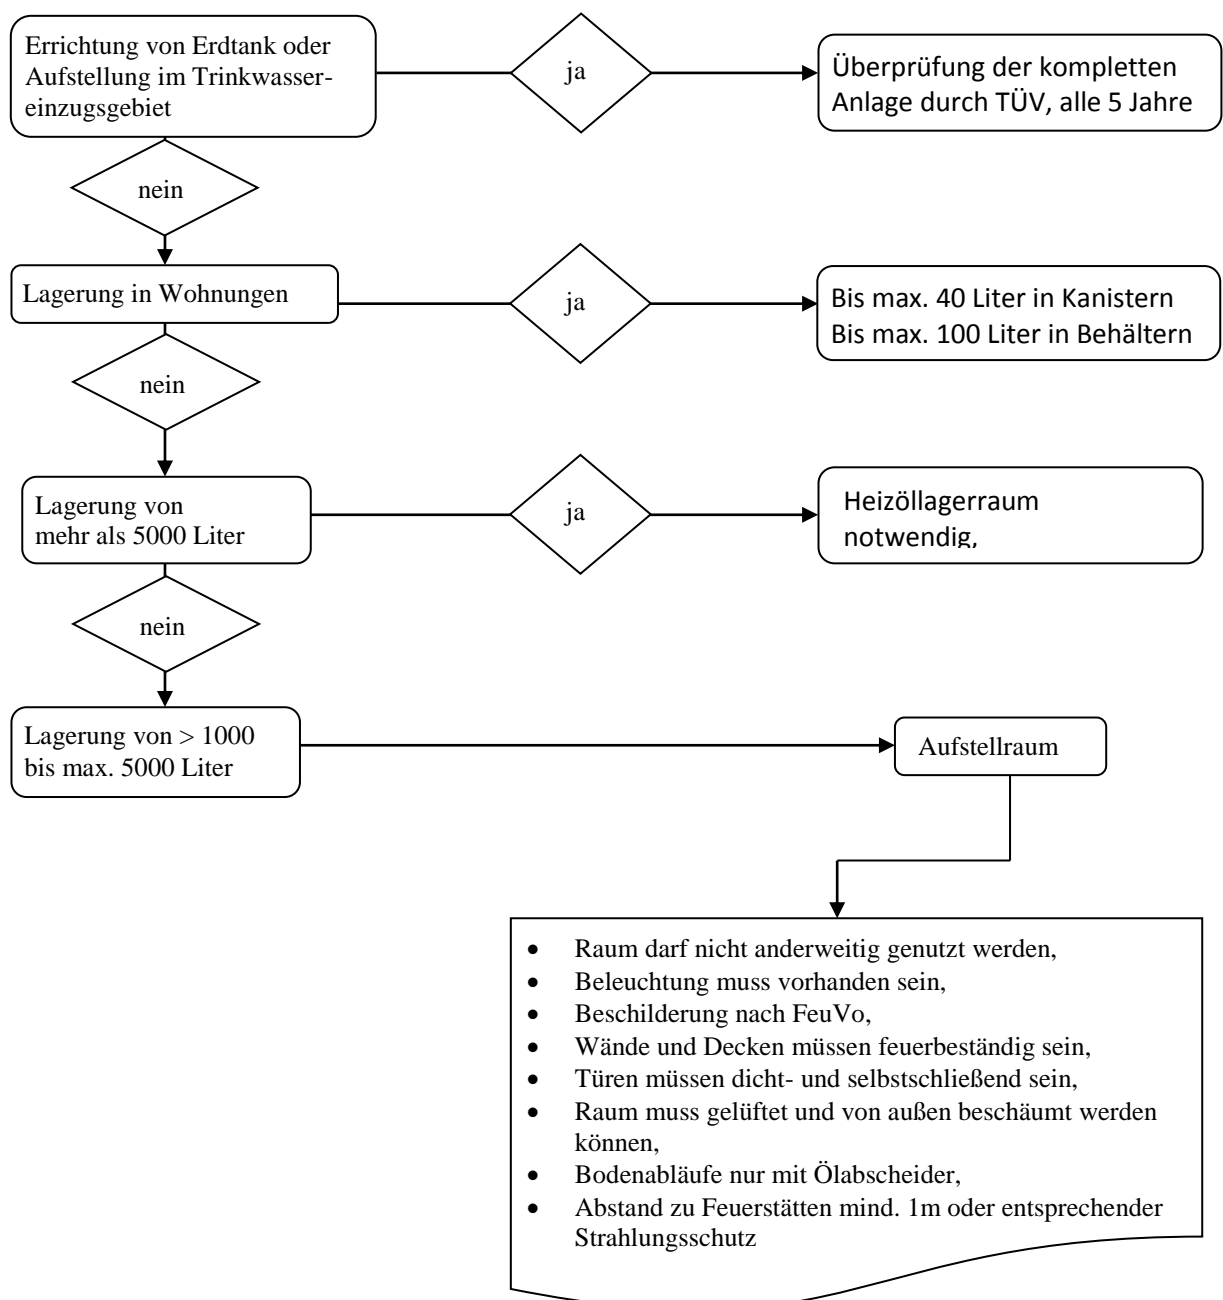 Errichtung von Erdtank oder
Aufstellung im Trinkwasser-
einzugsgebiet
ja
Überprüfung der kompletten
Anlage durch TÜV, alle 5 Jahre
nein
Lagerung in Wohnungen
ja
Bis max. 40 Liter in Kanistern
Bis max. 100 Liter in Behältern
nein
Lagerung von
mehr als 5000 Liter
ja
Heizöllagerraum
notwendig,
nein
Lagerung von > 1000
bis max. 5000 Liter
Aufstellraum
• Raum darf nicht anderweitig genutzt werden,
• Beleuchtung muss vorhanden sein,
• Beschilderung nach FeuVo,
• Wände und Decken müssen feuerbeständig sein,
• Türen müssen dicht- und selbstschließend sein,
• Raum muss gelüftet und von außen beschäumt werden
können,
• Bodenabläufe nur mit Ölabscheider,
• Abstand zu Feuerstätten mind. 1m oder entsprechender
Strahlungsschutz